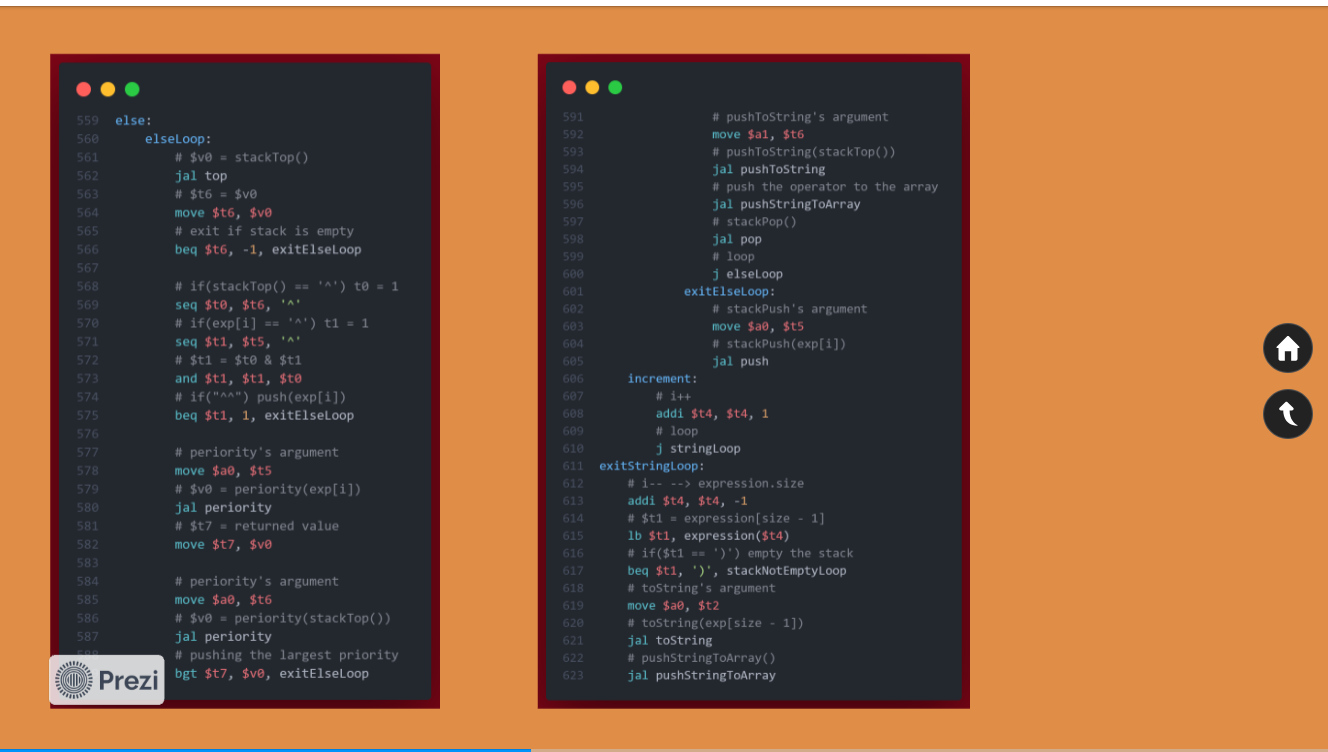 559 else:
560 elseLoop:
561 # $v0 = stackTop()
562 jal top
563 # $t6 = $v0
564 move $t6, $v0
565 # exit if stack is empty
566 beq $t6, -1, exitElseLoop
567
568 # if(stackTop() == '^') t0 = 1
569 seq $t0, $t6, '^'
570 # if(exp[i] == '^') t1 = 1
571 seq $t1, $t5, '^'
572 # $t1 = $t0 & $t1
573 and $t1, $t1, $t0
574 # if("^^") push(exp[i])
575 beq $t1, 1, exitElseLoop
576
577 # periority's argument
578 move $a0, $t5
579 # $v0 = periority(exp[i])
580 jal periority
581 # $t7 = returned value
582 move $t7, $v0
583
584 # periority's argument
585 move $a0, $t6
586 # $v0 = periority(stackTop())
587 jal periority
# pushing the largest priority
bgt $t7, $v0, exitElseLoop
Prezi
591 # pushToString's argument
592 move $a1, $t6
593 # pushToString(stackTop())
594 jal pushToString
595 # push the operator to the array
596 jal pushStringToArray
597 # stackPop()
598 jal pop
599 # loop
600 j elseLoop
601 exitElseLoop:
602 # stackPush's argument
603 move $a0, $t5
604 # stackPush(exp[i])
605 jal push
606 increment:
607 # i++
608 addi $t4, $t4, 1
609 # loop
610 j stringLoop
611 exitStringLoop:
612 # i-- --> expression.size
613 addi $t4, $t4, -1
614 # $t1 = expression[size - 1]
615 lb $t1, expression($t4)
616 # if($t1 == ')') empty the stack
617 beq $t1, ')', stackNotEmptyLoop
618 # toString's argument
619 move $a0, $t2
620 # toString(exp[size - 1])
621 jal toString
622 # pushStringToArray()
623 jal pushStringToArray